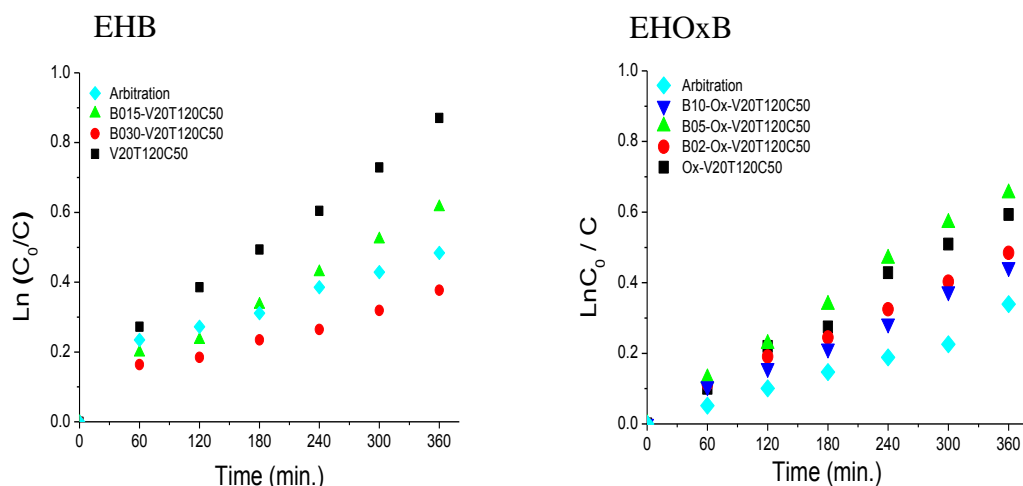 EHB
1.0
0.8
0.6
0.4
0.2
0.0
Ln (C0/C)
Arbitration
B015-V20T120C50
B030-V20T120C50
V20T120C50
0 60 120 180 240 300 360
Time (min.)
EHOxB
1.0
0.8
0.6
0.4
0.2
0.0
LnC0 / C
Arbitration
B10-Ox-V20T120C50
B05-Ox-V20T120C50
B02-Ox-V20T120C50
Ox-V20T120C50
0 60 120 180 240 300 360
Time (min.)